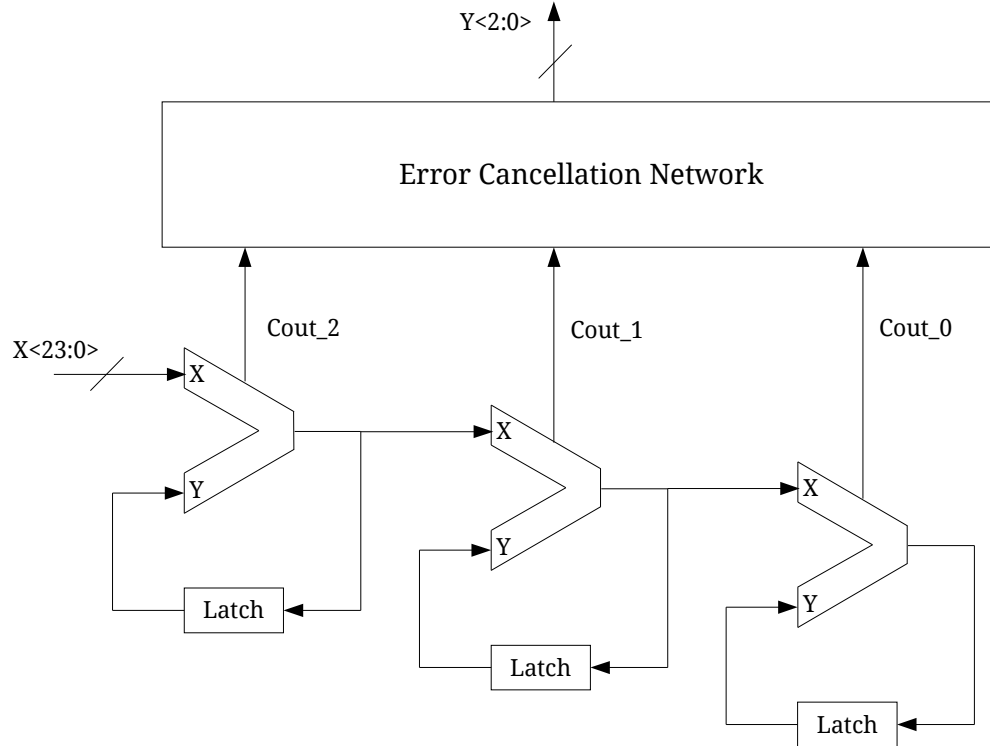 Y<2:0>
Error Cancellation Network
Cout_2
Cout_1
Cout_0
X<23:0>
X
X
X
Y
Y
Y
Latch
Latch
Latch